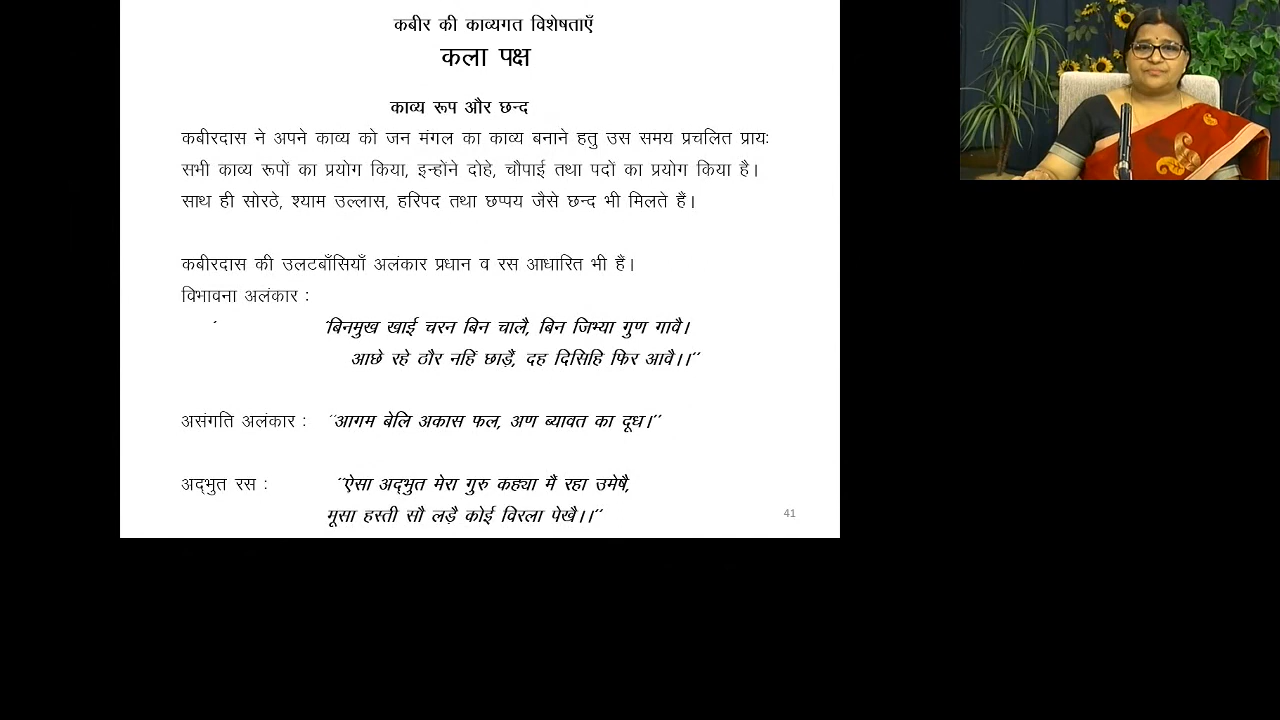 कबीर की काव्यगत विशेषताएँ
कला पक्ष
काव्य रूप और छन्द
कबीरदास ने अपने काव्य को जन मंगल का काव्य बनाने हतु उस समय प्रचलित प्रायः
सभी काव्य रूपों का प्रयोग किया, इन्होंने दोहे, चौपाई तथा पदों का प्रयोग किया है।
साथ ही सोरठे, श्याम उल्लास, हरिपद तथा छप्पय जैसे छन्द भी मिलते हैं।
कबीरदास की उलटबाँसियाँ अलंकार प्रधान व रस आधारित भी हैं।
विभावना अलंकार :
´ ´बिनमुख खाई चरन बिन चालै, बिन जिभ्या गुण गावै।
आछे रहे ठौर नहिं छाड़ैं, दह दिसिहि फिर आवै।।´´
असंगति अलंकार : ´´आगम बेलि अकास फल, अण ब्यावत का दूध।´´
अद्भुत रस : ´´ऐसा अद्भुत मेरा गुरु कह्या मैं रहा उमेषै,
मूसा हस्ती सौ लड़ै कोई विरला पेखै।।´´
41